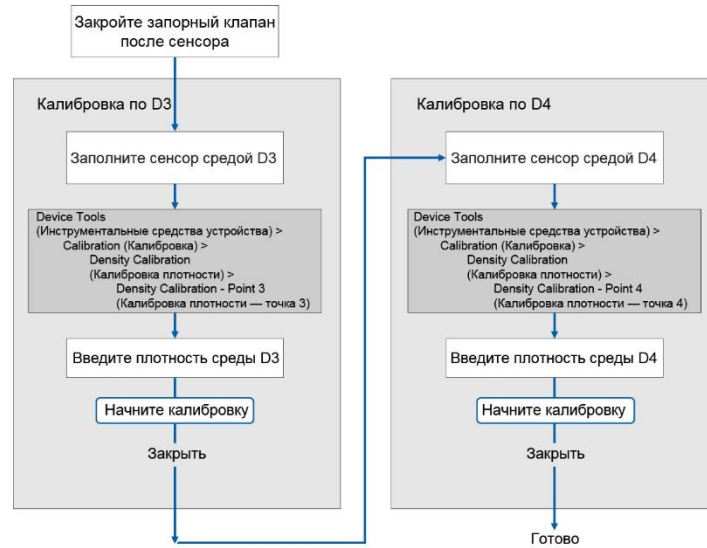 Закройте запорный клапан
после сенсора
Калибровка по D3
Заполните сенсор средой D3
Device Tools
(Инструментальные средства устройства) >
Calibration (Калибровка) >
Density Calibration
(Калибровка плотности) >
Density Calibration - Point 3
(Калибровка плотности — точка 3)
Введите плотность среды D3
Начните калибровку
Закрыть
Калибровка по D4
Заполните сенсор средой D4
Device Tools
(Инструментальные средства устройства) >
Calibration (Калибровка) >
Density Calibration
(Калибровка плотности) >
Density Calibration - Point 4
(Калибровка плотности — точка 4)
Введите плотность среды D4
Начните калибровку
Закрыть
Готово